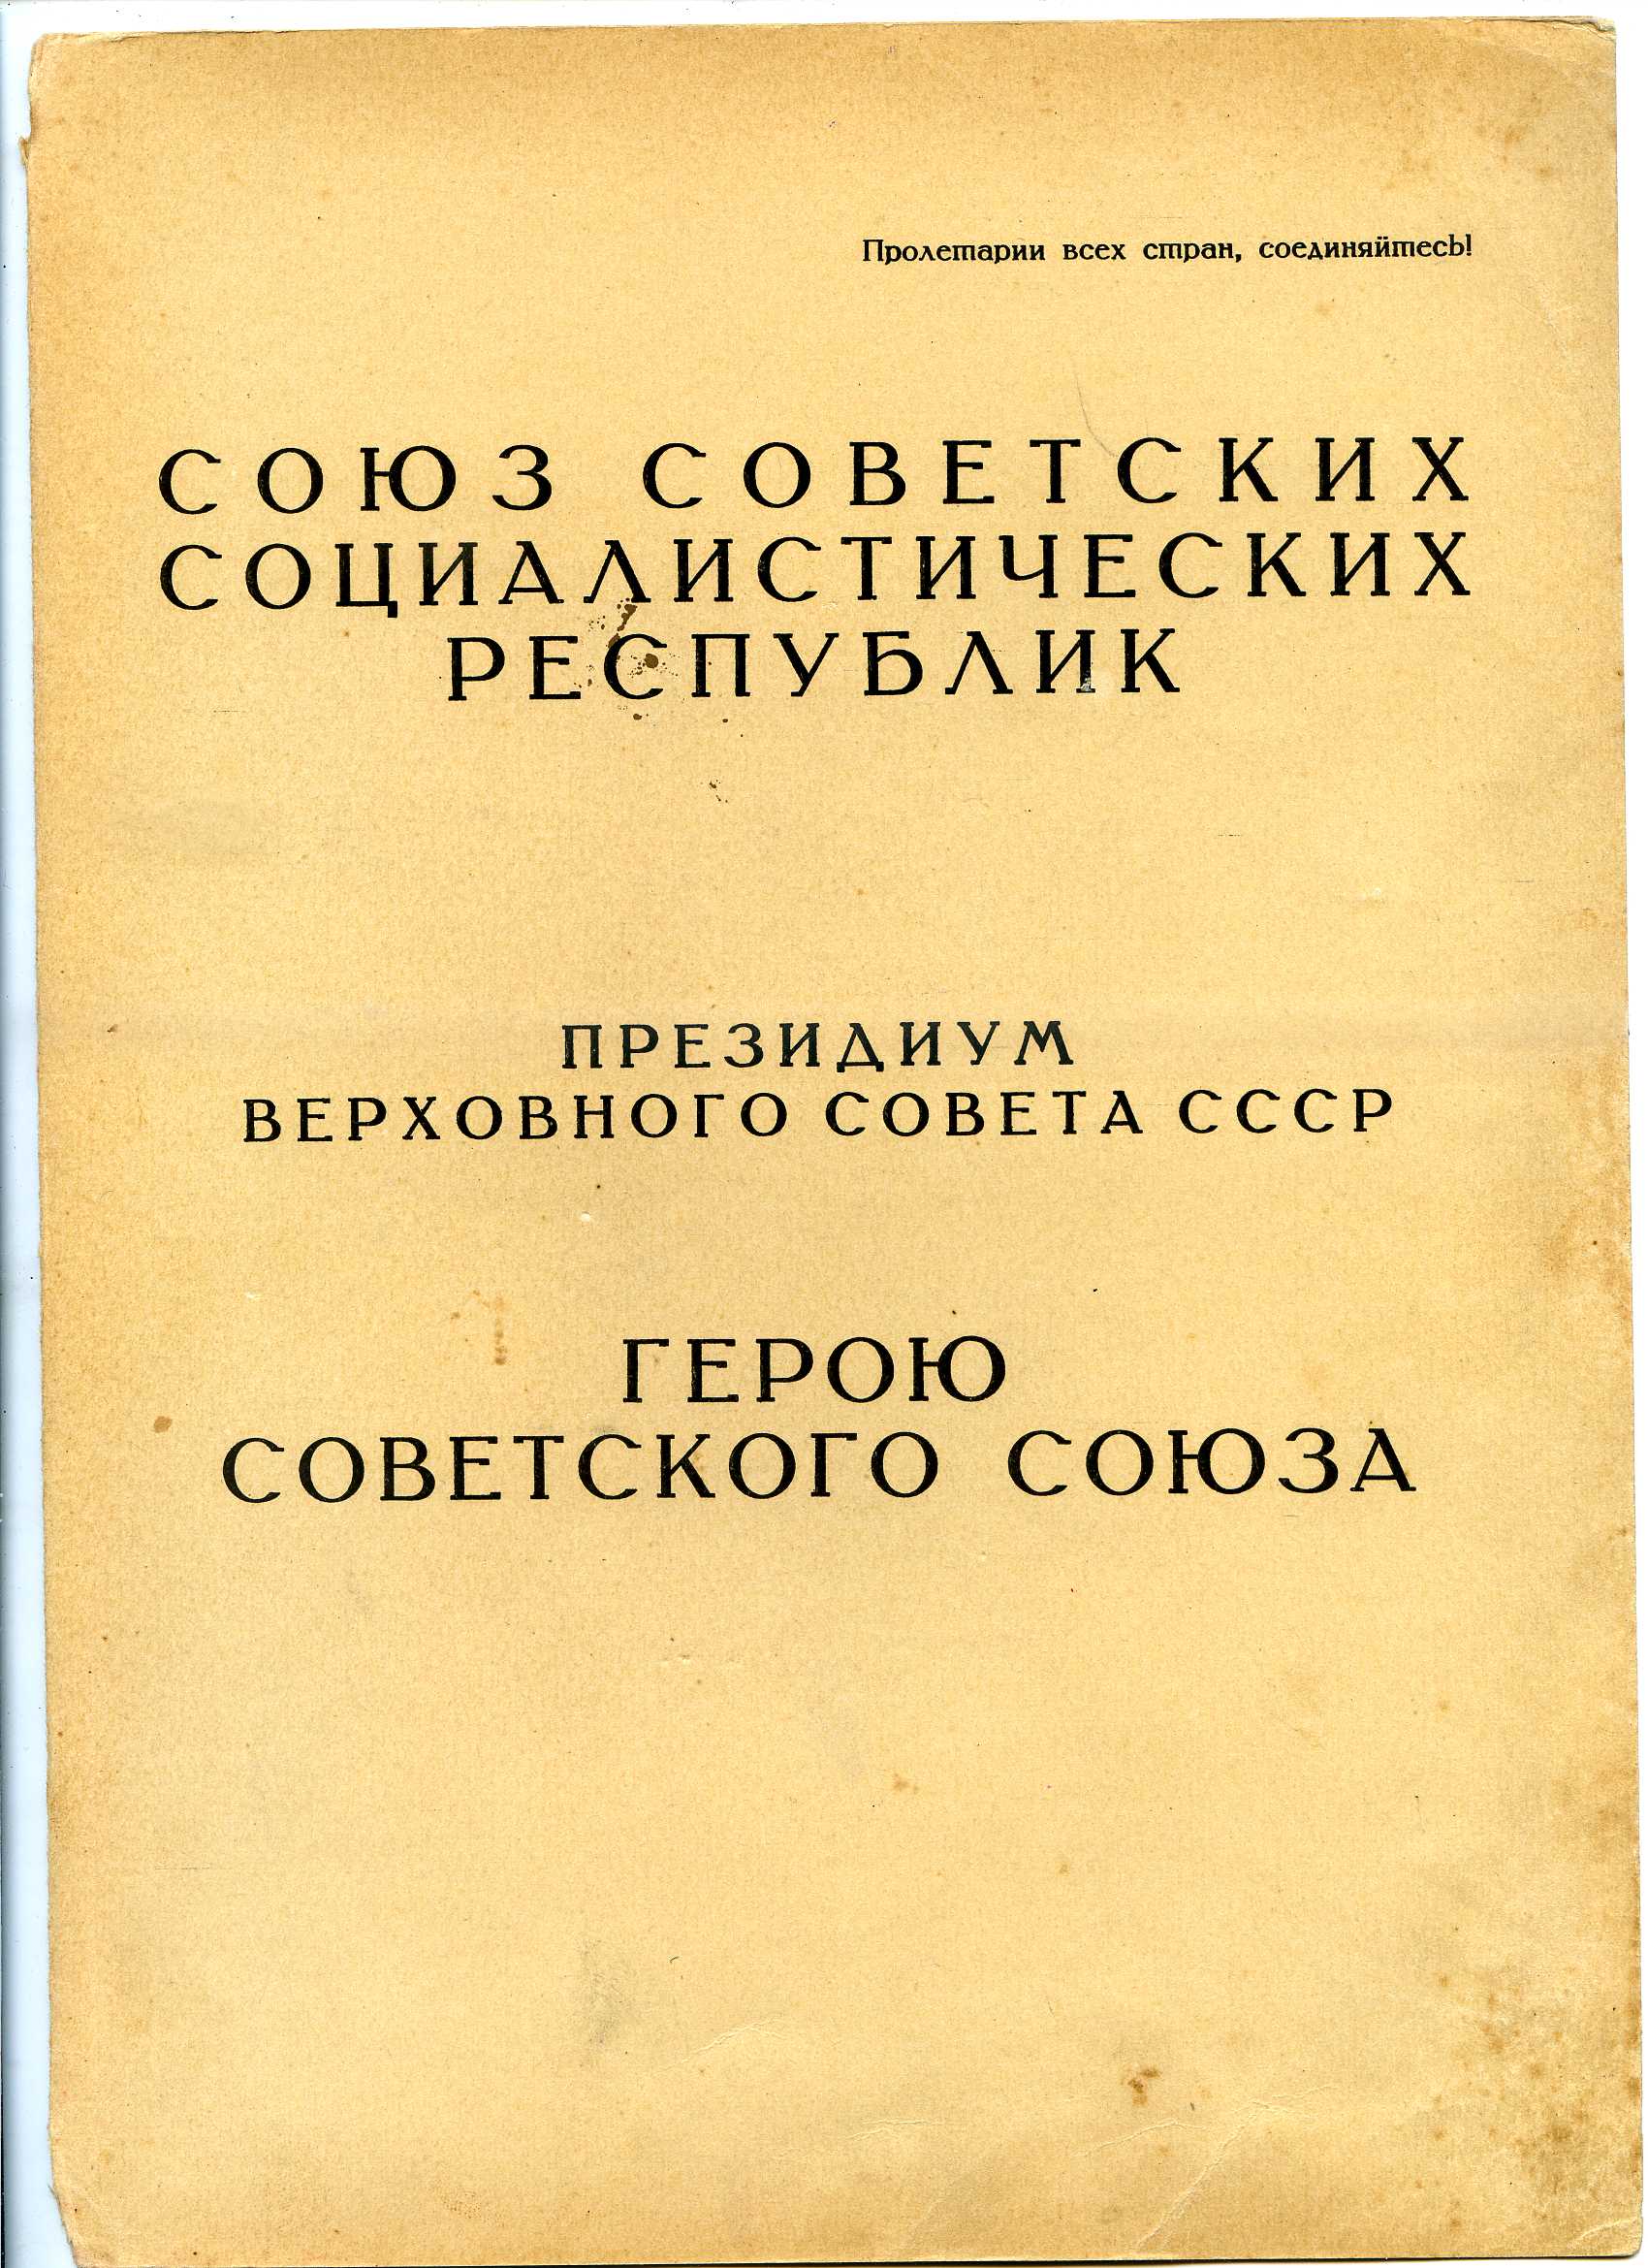 Пролетарии всех стран, соединяйтесь!
СОЮЗ СОВЕТСКИХ
СОЦИАЛИСТИЧЕСКИХ
РЕСПУБЛИК
ПРЕЗИДИУМ
ВЕРХОВНОГО СОВЕТА СССР
ГЕРОЮ
СОВЕТСКОГО СОЮЗА